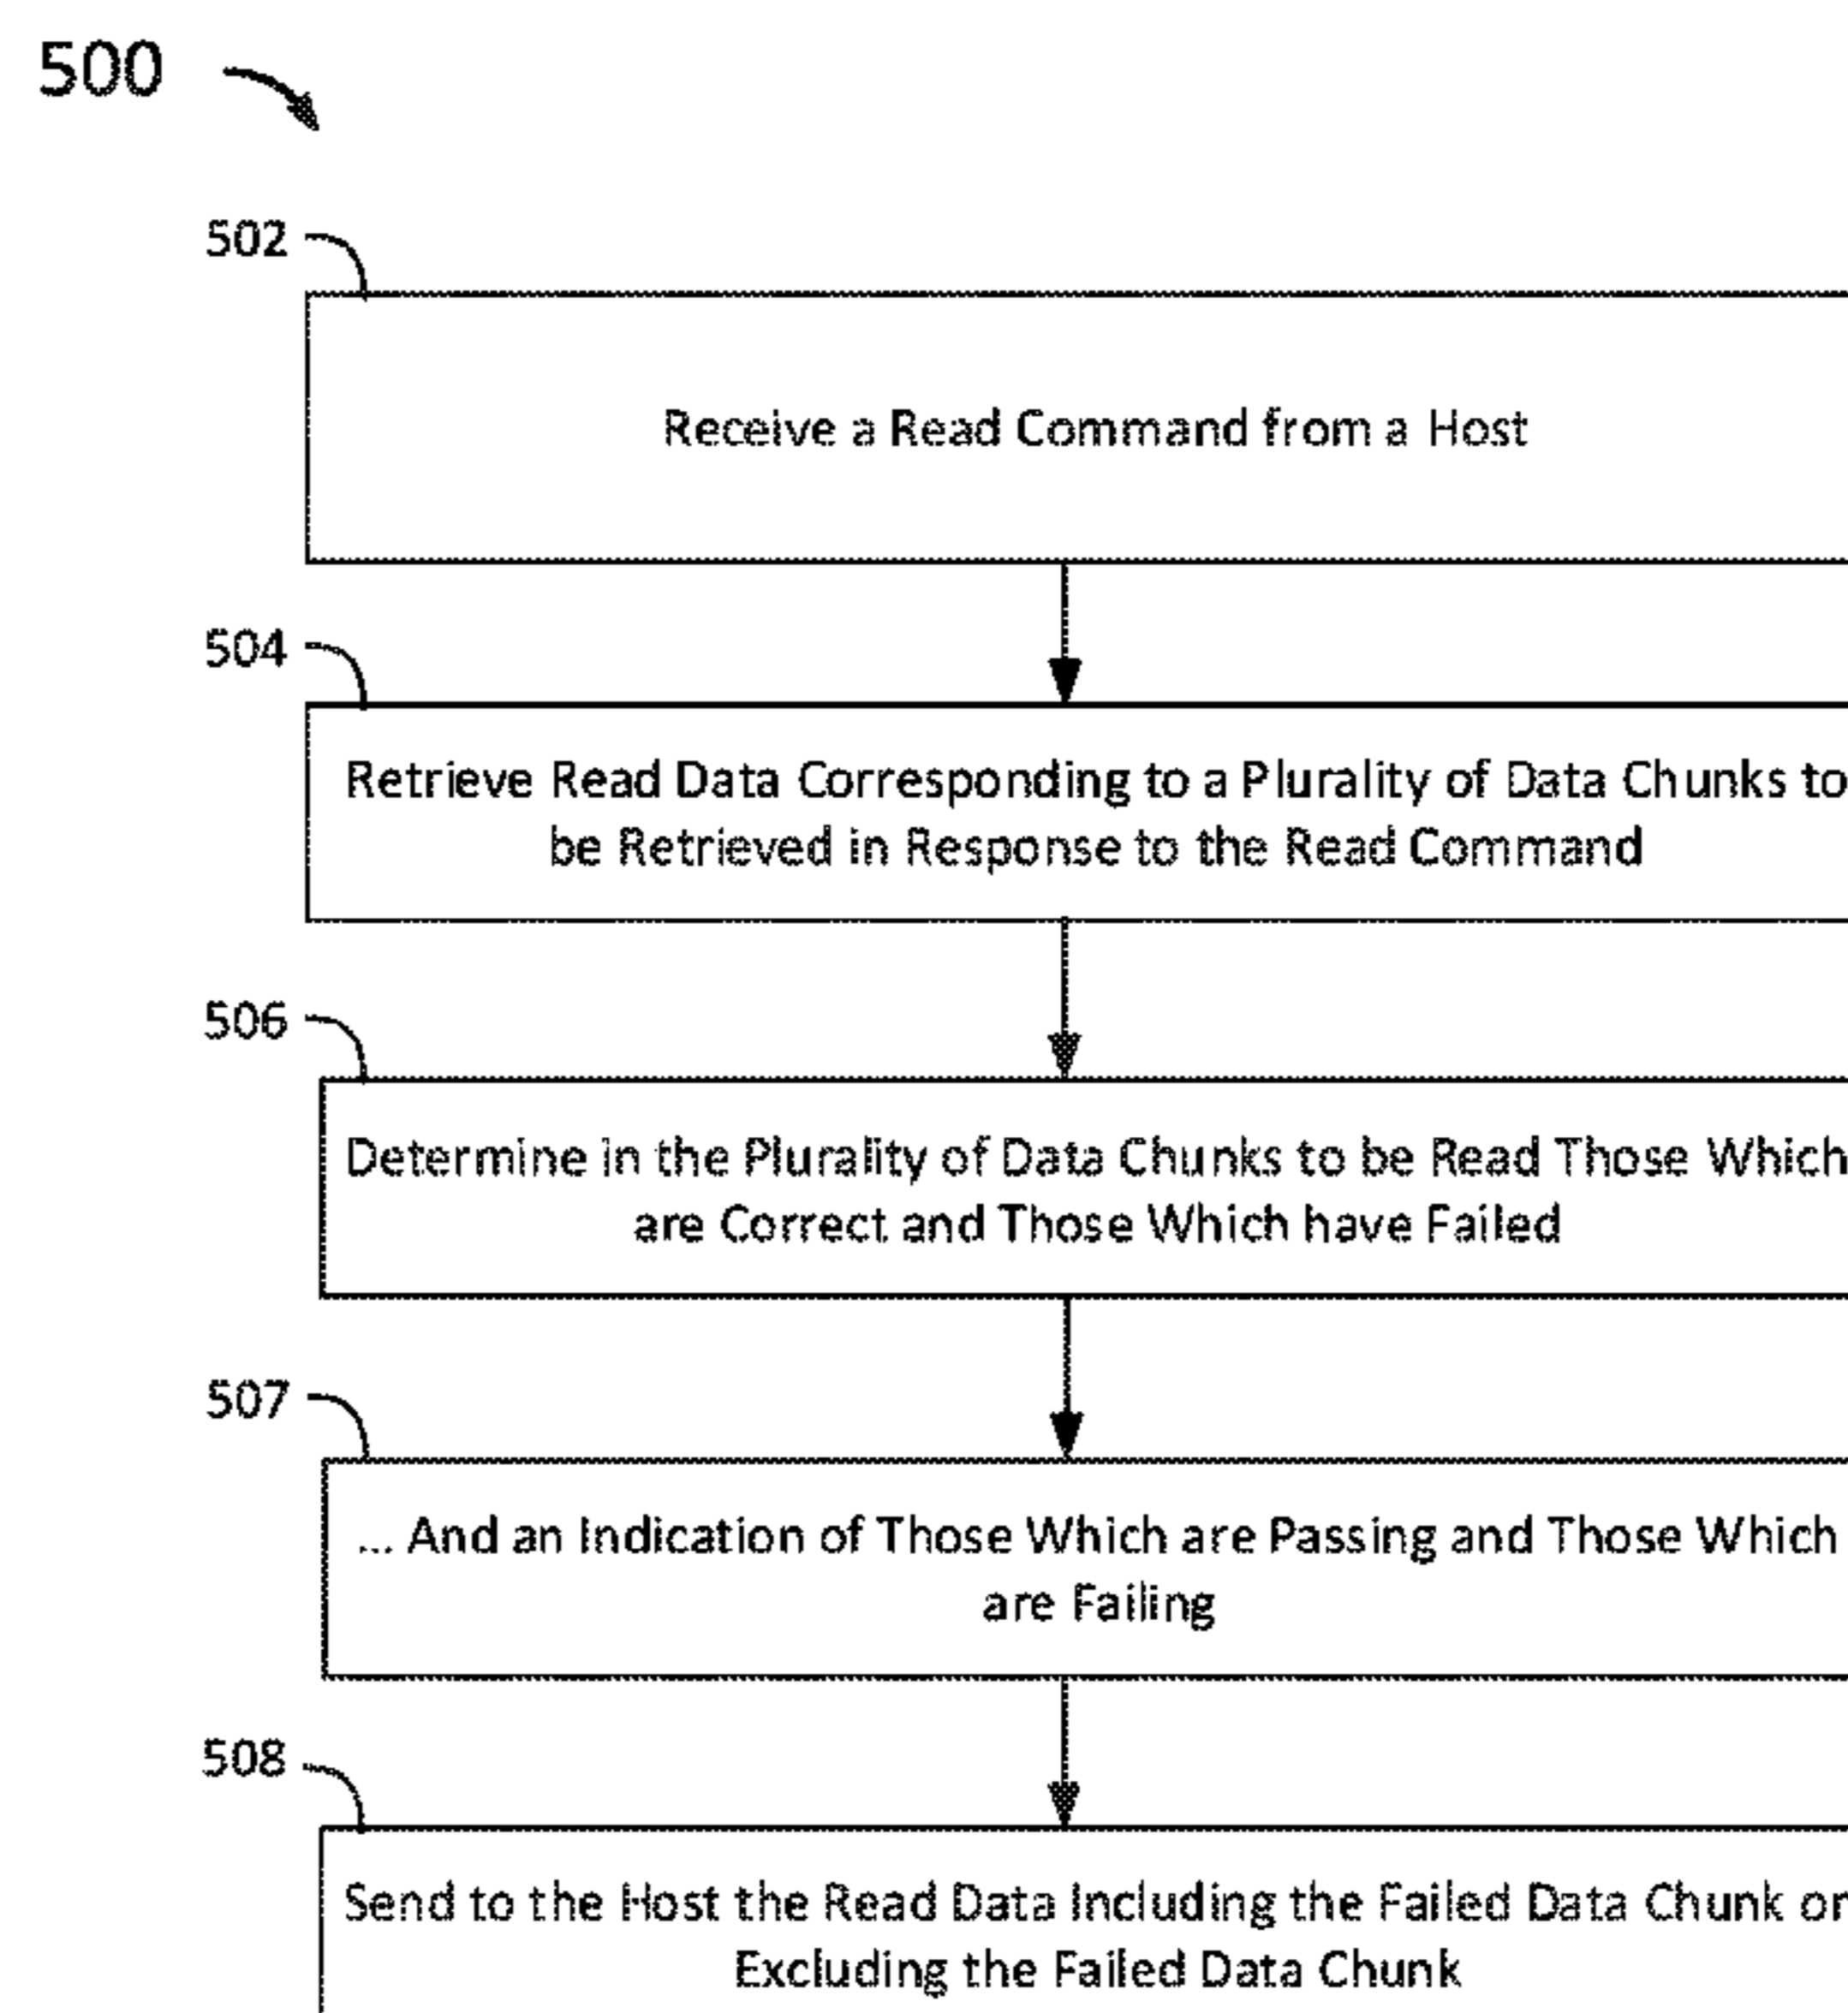 500
502
Receive a Read Command from a Host
504
Retrieve Read Data Corresponding to a Plurality of Data Chunks to
be Retrieved in Response to the Read Command
506
Determine in the Plurality of Data Chunks to be Read Those Which
are Correct and Those Which have Failed
507
... And an Indication of Those Which are Passing and Those Which
are Failing
508
Send to the Host the Read Data Including the Failed Data Chunk or
Excluding the Failed Data Chunk